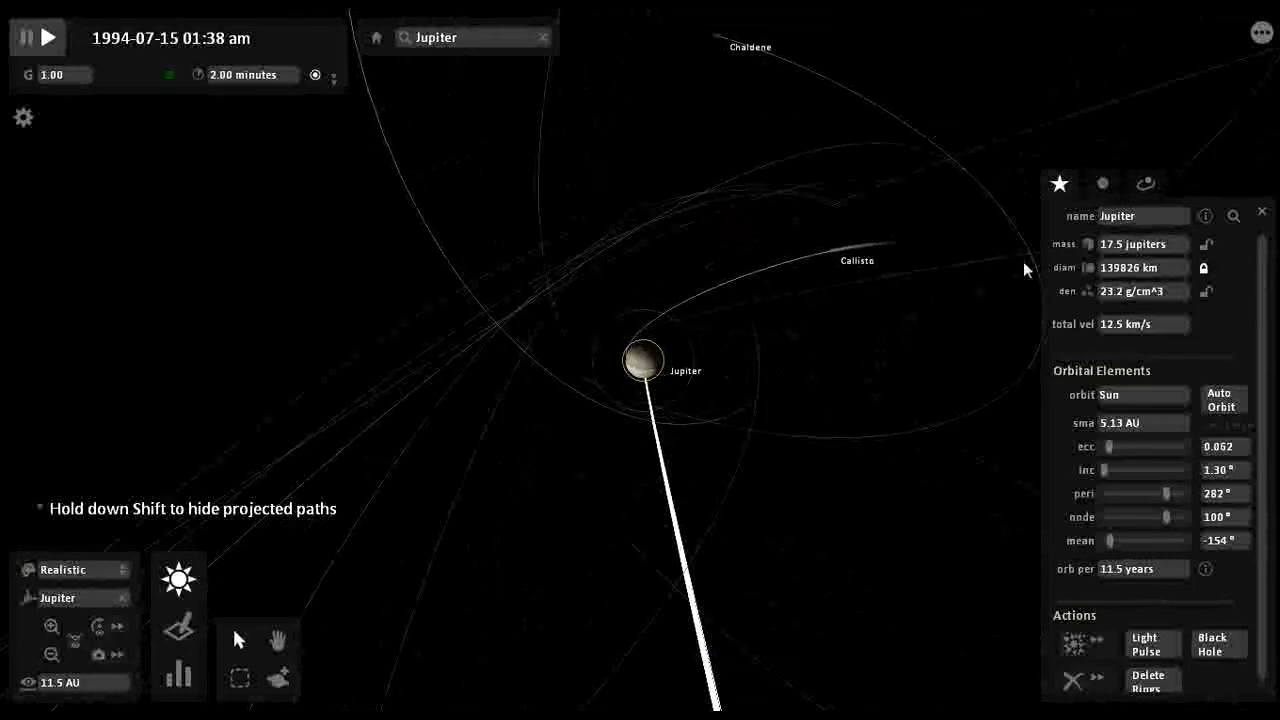 1994-07-15 01:38 am
Jupiter
G 1.00
2.00 minutes
Chaldene
Callisto
Jupiter
name Jupiter
mass 17.5 jupiters
diam 139826 km
den 23.2 g/cm^3
total vel 12.5 km/s
Orbital Elements
orbit Sun
Auto Orbit
sma 5.13 AU
ecc 0.062
inc 1.30°
peri 282°
node 100°
mean -154°
orb per 11.5 years
Actions
Light Pulse
Black Hole
Delete Rings
Hold down Shift to hide projected paths
Realistic
Jupiter
11.5 AU